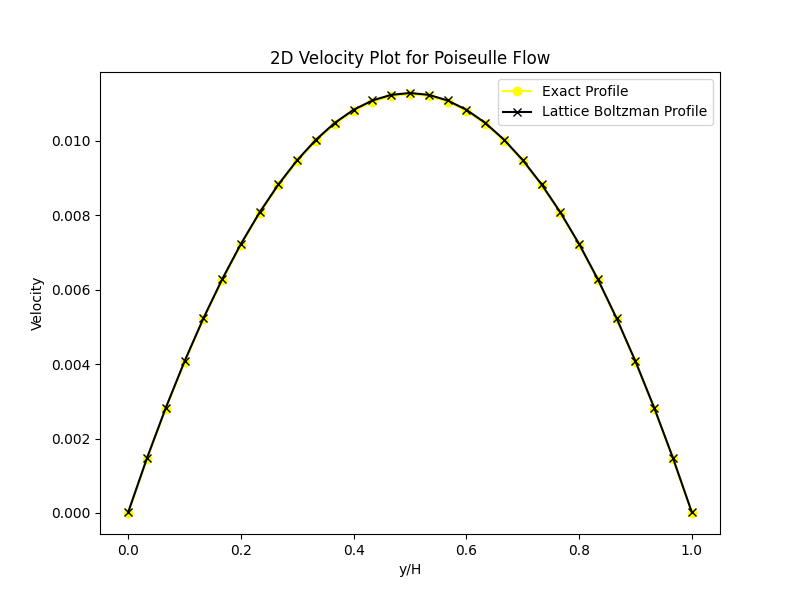 2D Velocity Plot for Poiseulle Flow
Exact Profile
Lattice Boltzman Profile
0.010
0.008
0.006
0.004
0.002
0.000
Velocity
0.0 0.2 0.4 0.6 0.8 1.0
y/H